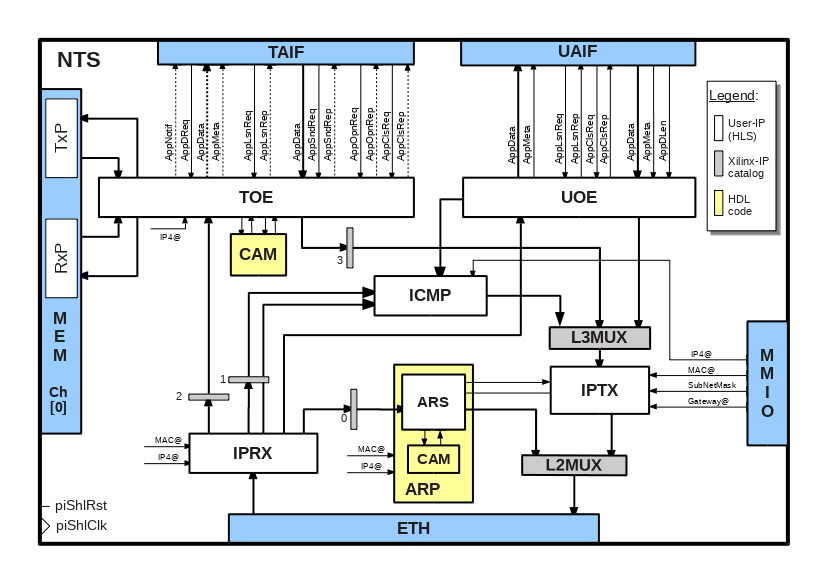 NTS
TAIF
UAIF
Legend:
User-IP
(HLS)
Xilinx-IP
catalog
HDL
code
TxP
RxP
M
E
M
Ch
[0]
AppNotif
AppDReq
AppData
AppMeta
AppLsnReq
AppLsnRep
AppData
AppSndReq
AppSndRep
AppOpnReq
AppOpnRep
AppClsReq
AppClsRep
AppData
AppMeta
AppLsnReq
AppLsnRep
AppClsReq
AppClsRep
AppData
AppMeta
AppDLen
TOE
UOE
IP4@
CAM
3
ICMP
L3MUX
M
M
I
O
IP4@
MAC@
SubNetMask
Gateway@
IPTX
1
2
0
ARS
CAM
ARP
MAC@
IP4@
IPRX
MAC@
IP4@
L2MUX
piShlRst
piShlClk
ETH